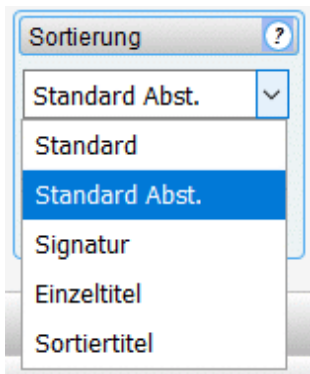 Sortierung ?
Standard Abst.
Standard
Standard Abst.
Signatur
Einzeltitel
Sortiertitel